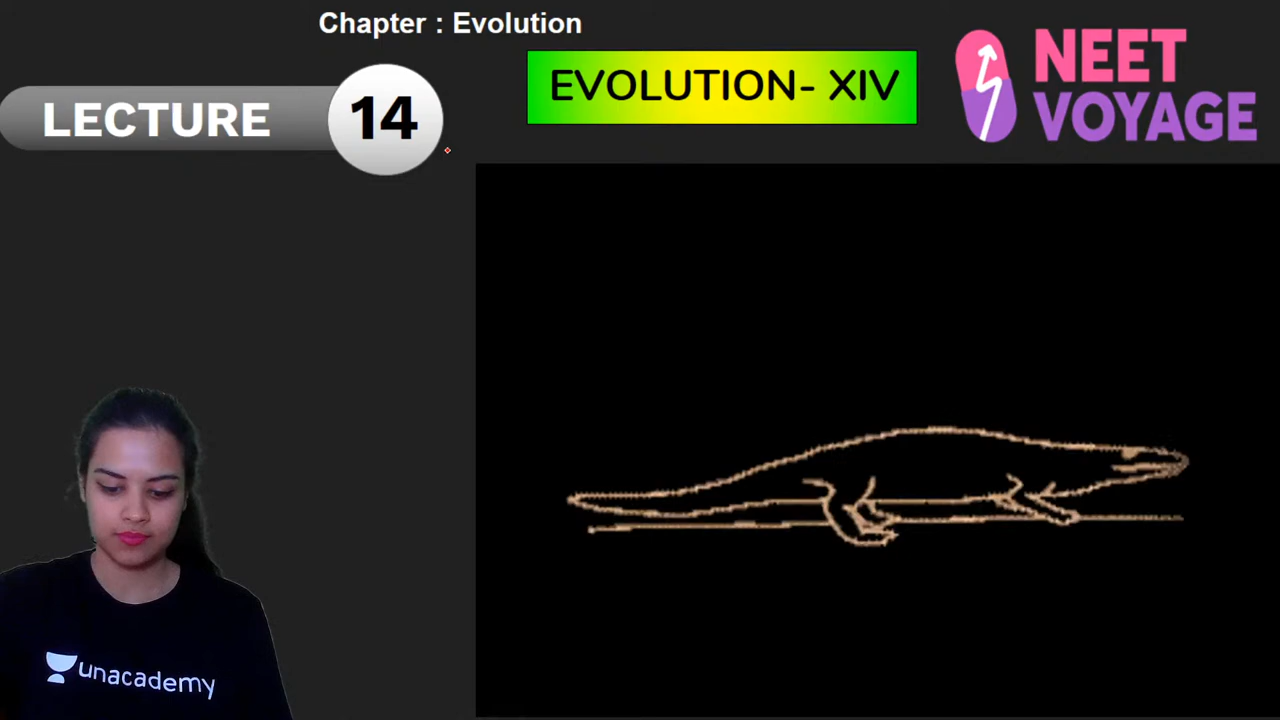 Chapter : Evolution
EVOLUTION- XIV
NEET
VOYAGE
LECTURE
14
unacademy